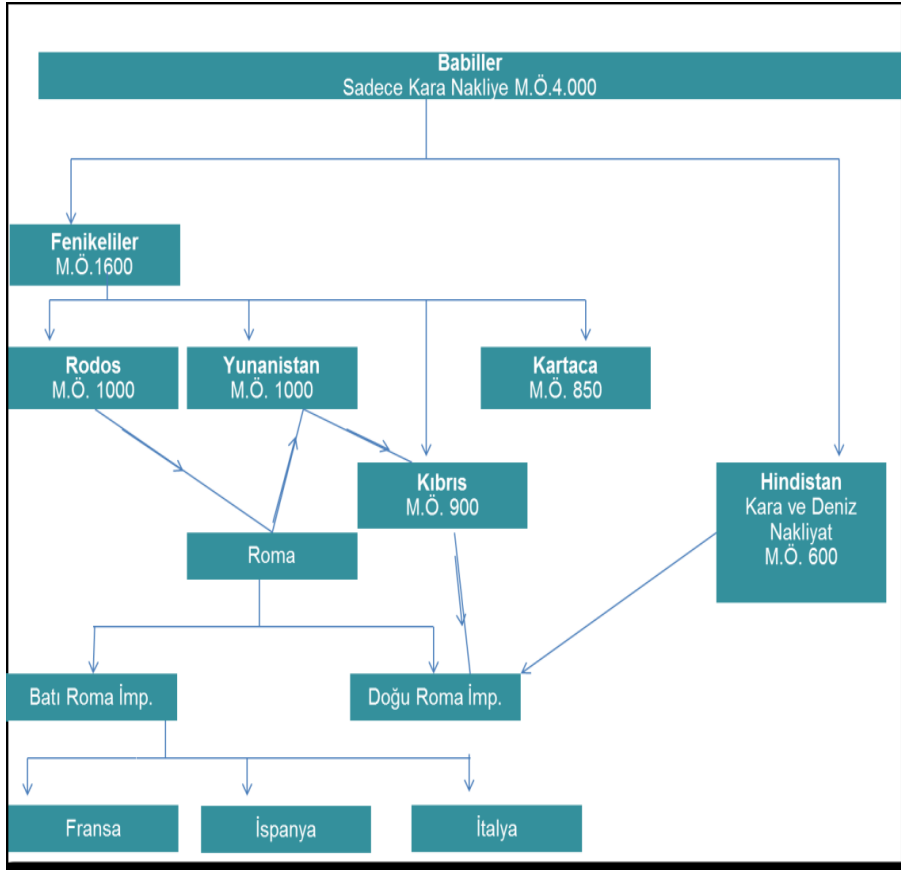 Babiller
Sadece Kara Nakliye M.Ö.4.000
Fenikeliler
M.Ö.1600
Rodos
M.Ö. 1000
Yunanistan
M.Ö. 1000
Kartaca
M.Ö. 850
Kıbrıs
M.Ö. 900
Hindistan
Kara ve Deniz
Nakliyat
M.Ö. 600
Roma
Batı Roma İmp.
Doğu Roma İmp.
Fransa
İspanya
İtalya